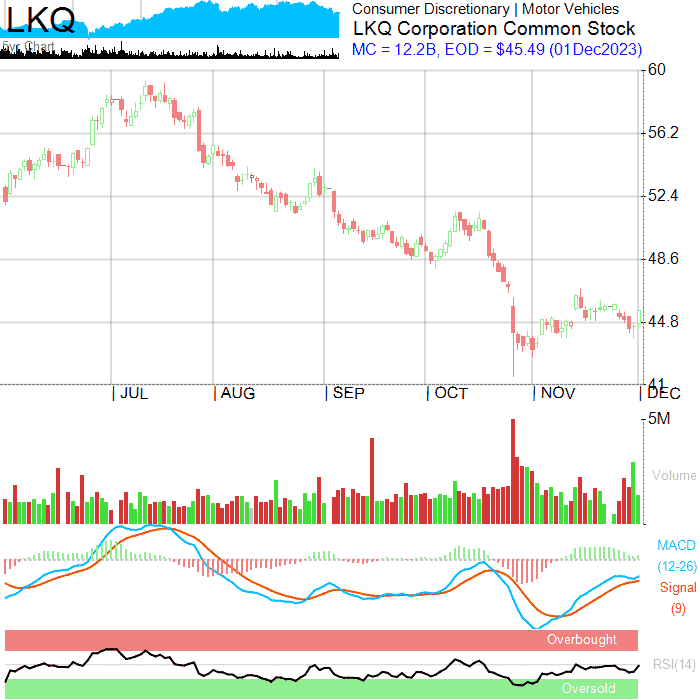 LKQ
5yr Chart
Consumer Discretionary | Motor Vehicles
LKQ Corporation Common Stock
MC = 12.2B, EOD = $45.49 (01Dec2023)
60
56.2
52.4
48.6
44.8
41
JUL
AUG
SEP
OCT
NOV
DEC
5M
Volume
MACD
(12-26)
Signal
(9)
Overbought
RSI(14)
Oversold